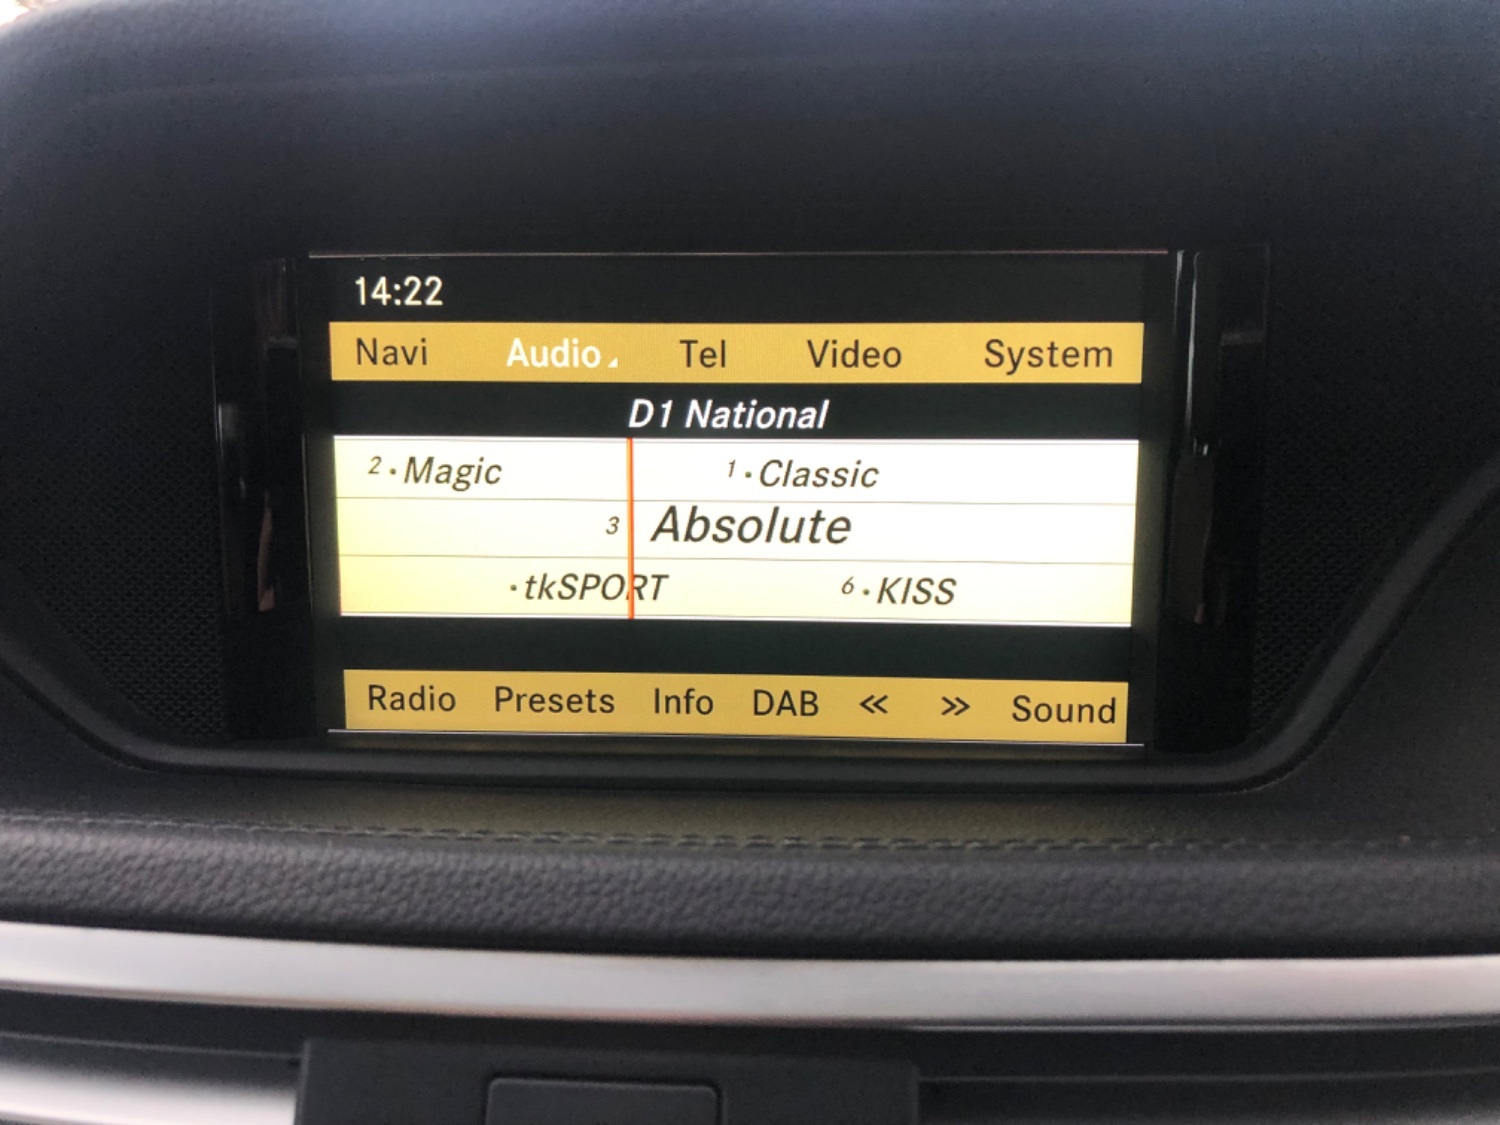 14:22
Navi Audio Tel Video System
D1 National
2 · Magic 1 · Classic
3 Absolute
· tkSPORT 6 · KISS
Radio Presets Info DAB « » Sound